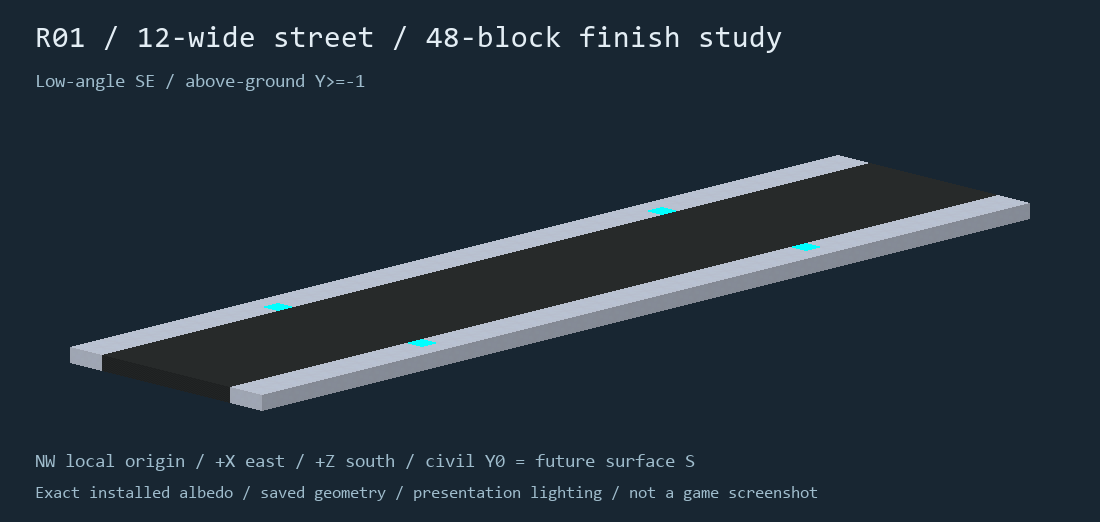 R01 / 12-wide street / 48-block finish study
Low-angle SE / above-ground Y>=-1
NW local origin / +X east / +Z south / civil Y0 = future surface S
Exact installed albedo / saved geometry / presentation lighting / not a game screenshot